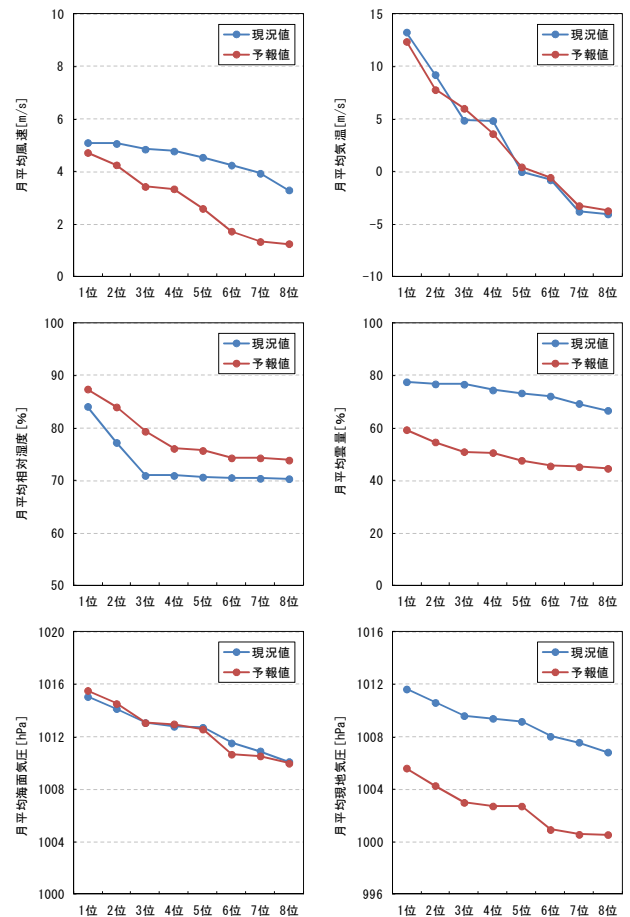 月平均風速[m/s]
10
8
6
4
2
0
現況値
予報値
1位 2位 3位 4位 5位 6位 7位 8位
月平均気温[m/s]
15
10
5
0
-5
-10
現況値
予報値
1位 2位 3位 4位 5位 6位 7位 8位
月平均相対湿度[%]
100
90
80
70
60
50
現況値
予報値
1位 2位 3位 4位 5位 6位 7位 8位
月平均雲量[%]
100
80
60
40
20
0
現況値
予報値
1位 2位 3位 4位 5位 6位 7位 8位
月平均海面気圧[hPa]
1020
1016
1012
1008
1004
1000
現況値
予報値
1位 2位 3位 4位 5位 6位 7位 8位
月平均現地気圧[hPa]
1016
1012
1008
1004
1000
996
現況値
予報値
1位 2位 3位 4位 5位 6位 7位 8位